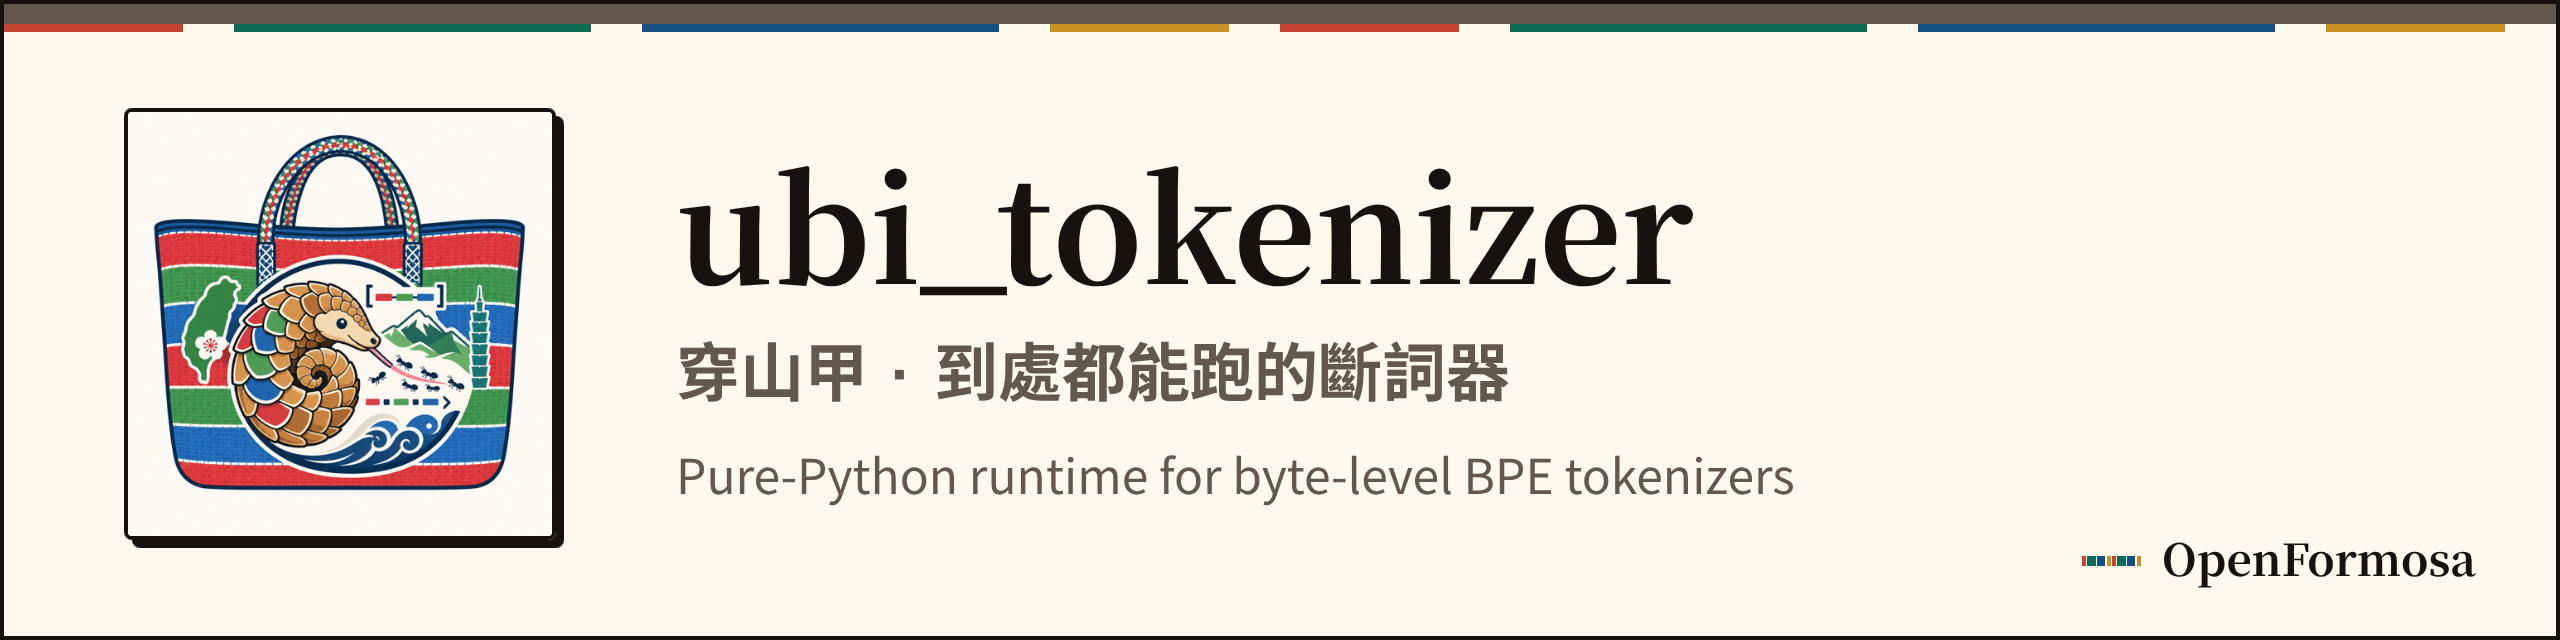 ubi_tokenizer
穿山甲 · 到處都能跑的斷詞器
Pure-Python runtime for byte-level BPE tokenizers
OpenFormosa